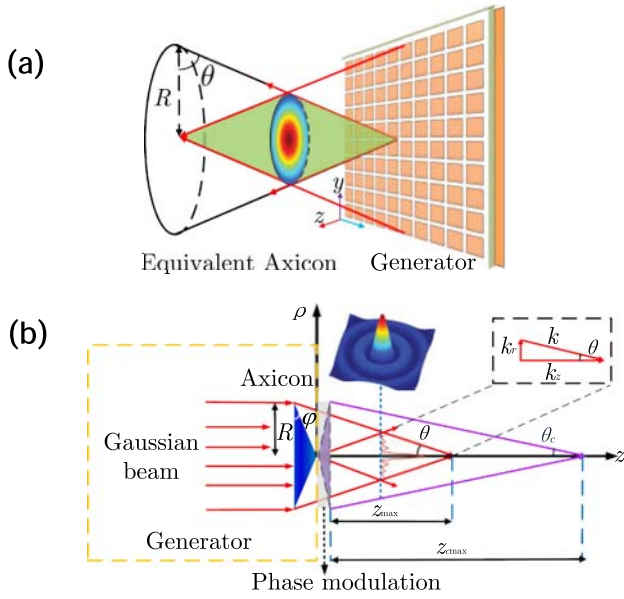 (a)
θ
R
y
z
Equivalent Axicon
Generator
(b)
ρ
k_r
k
θ
k_z
Axicon
R
φ
Gaussian
beam
θ
θ_c
z
z_max
z_cmax
Generator
Phase modulation